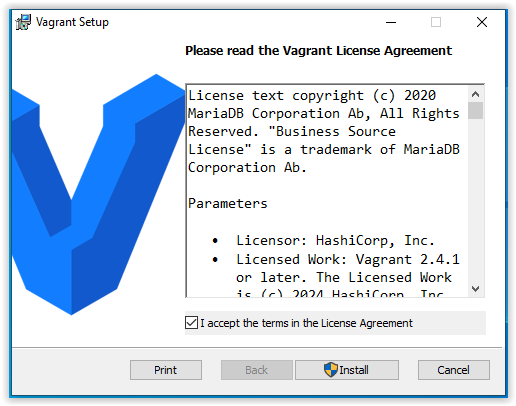 Vagrant Setup
Please read the Vagrant License Agreement
License text copyright (c) 2020
MariaDB Corporation Ab, All Rights
Reserved. "Business Source
License" is a trademark of MariaDB
Corporation Ab.
Parameters
• Licensor: HashiCorp, Inc.
• Licensed Work: Vagrant 2.4.1
or later. The Licensed Work
is (c) 2024 HashiCorp, Inc.
I accept the terms in the License Agreement
Print
Back
Install
Cancel